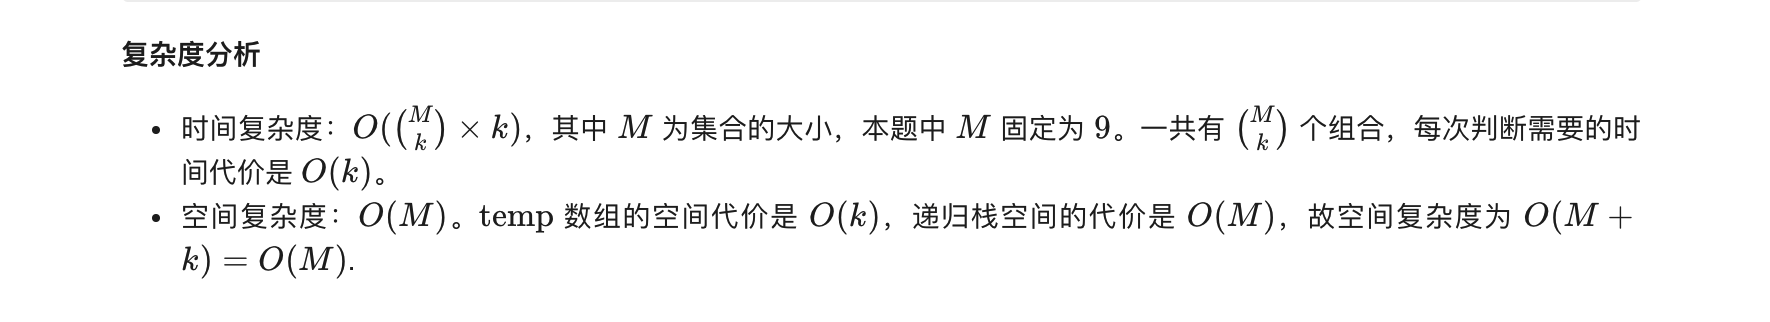 复杂度分析
• 时间复杂度：$O(\binom{M}{k} \times k)$，其中 $M$ 为集合的大小，本题中 $M$ 固定为 9。一共有 $\binom{M}{k}$ 个组合，每次判断需要的时
间代价是 $O(k)$。
• 空间复杂度：$O(M)$。temp 数组的空间代价是 $O(k)$，递归栈空间的代价是 $O(M)$，故空间复杂度为 $O(M +$
$k) = O(M)$.